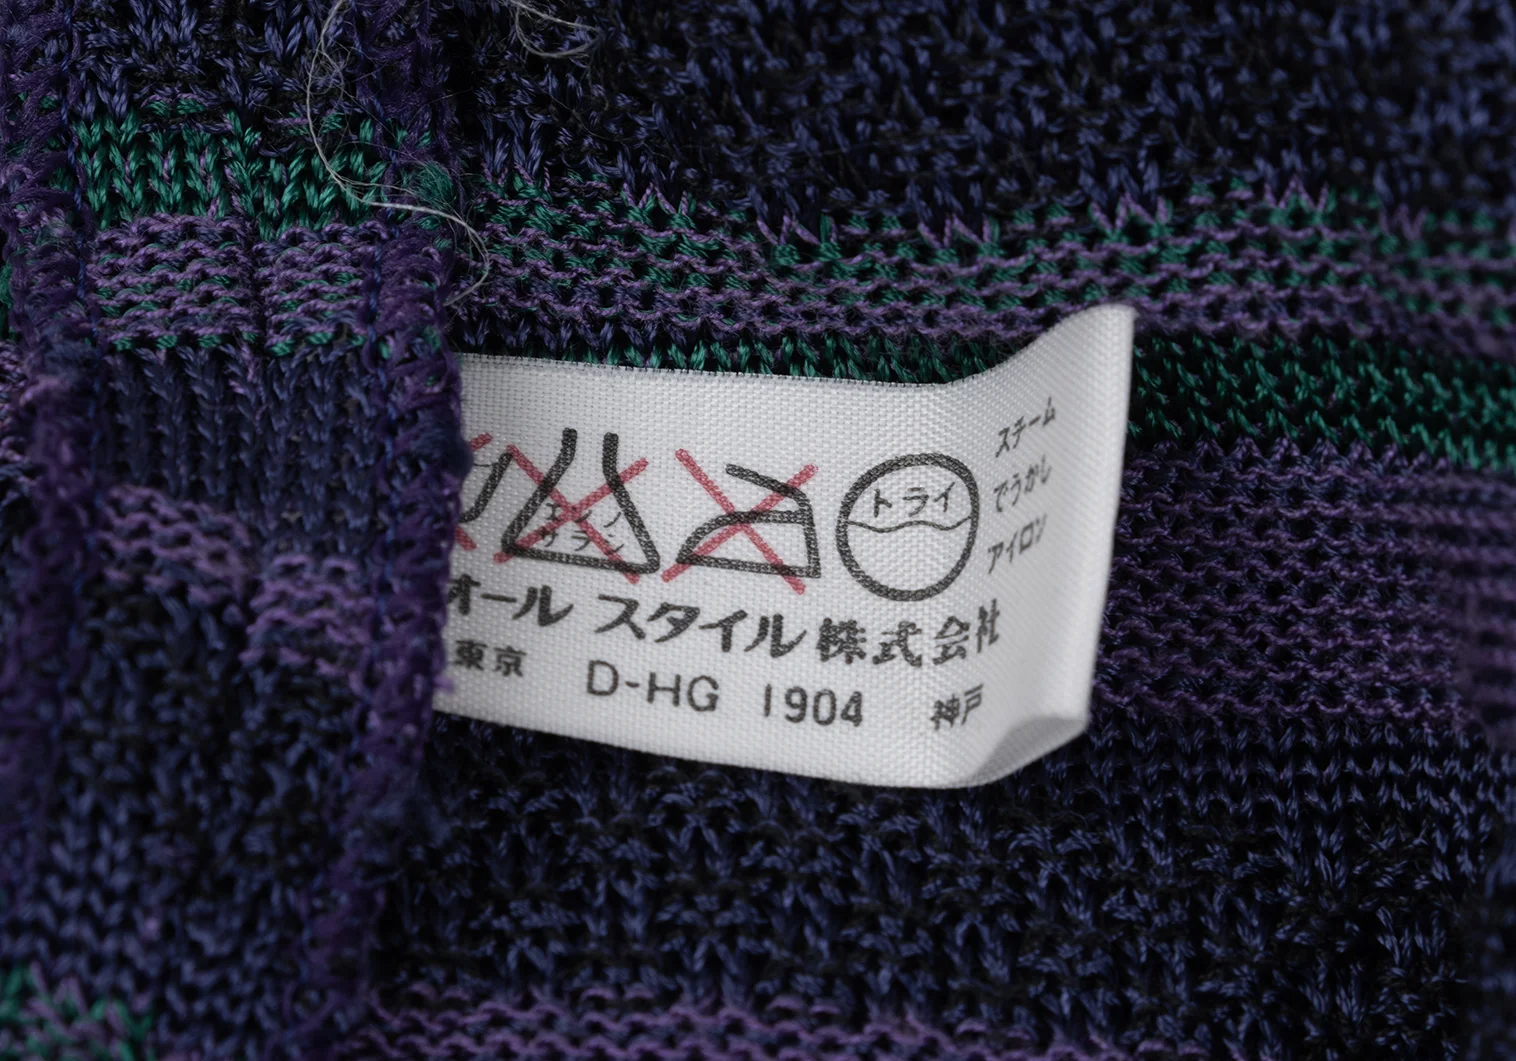 エンソ
サラシ
ドライ
スチーム
でうかし
アイロン
オール スタイル 株式会社
東京 D-HG 1904 神戸